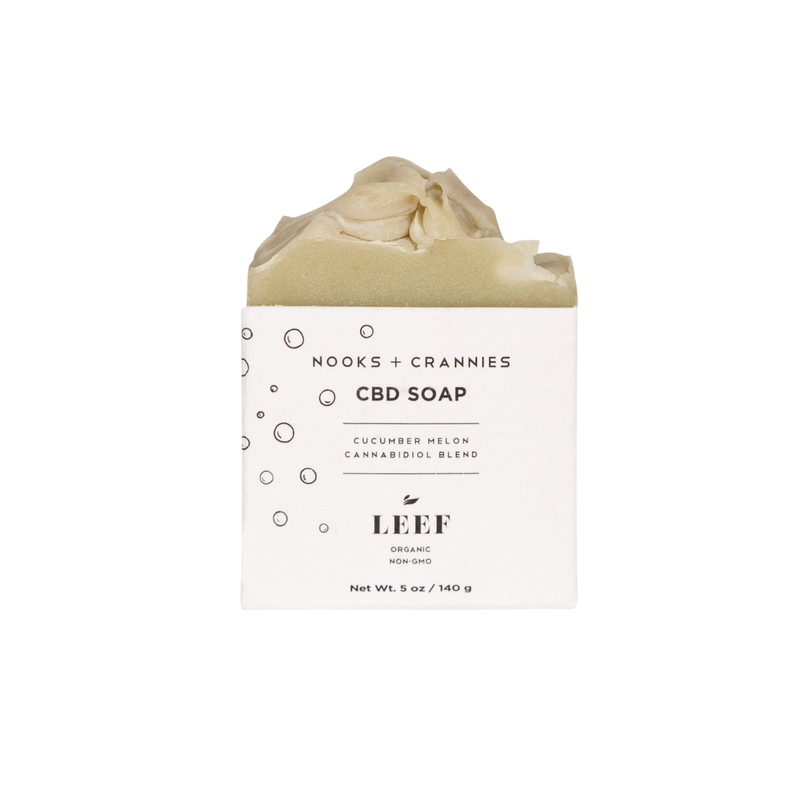 NOOKS + CRANNIES
CBD SOAP
CUCUMBER MELON
CANNABIDIOL BLEND
LEEF
ORGANIC
NON-GMO
Net Wt. 5 oz / 140 g